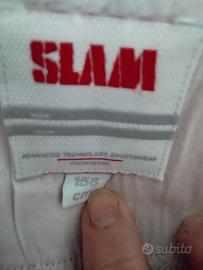 SLAM
ADVANCED TECHNOLOGY SPORTSWEAR
158
cm
subito